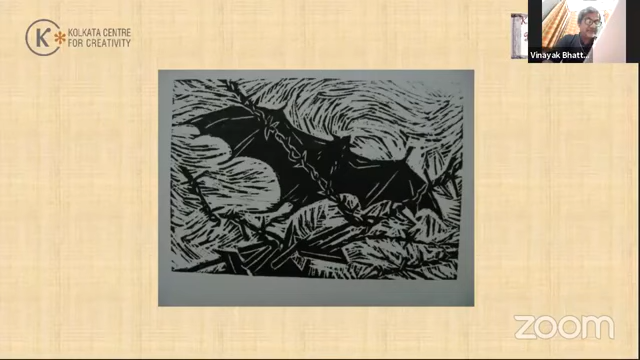 K
KOLKATA CENTRE
FOR CREATIVITY
Vinayak Bhatt...
zoom